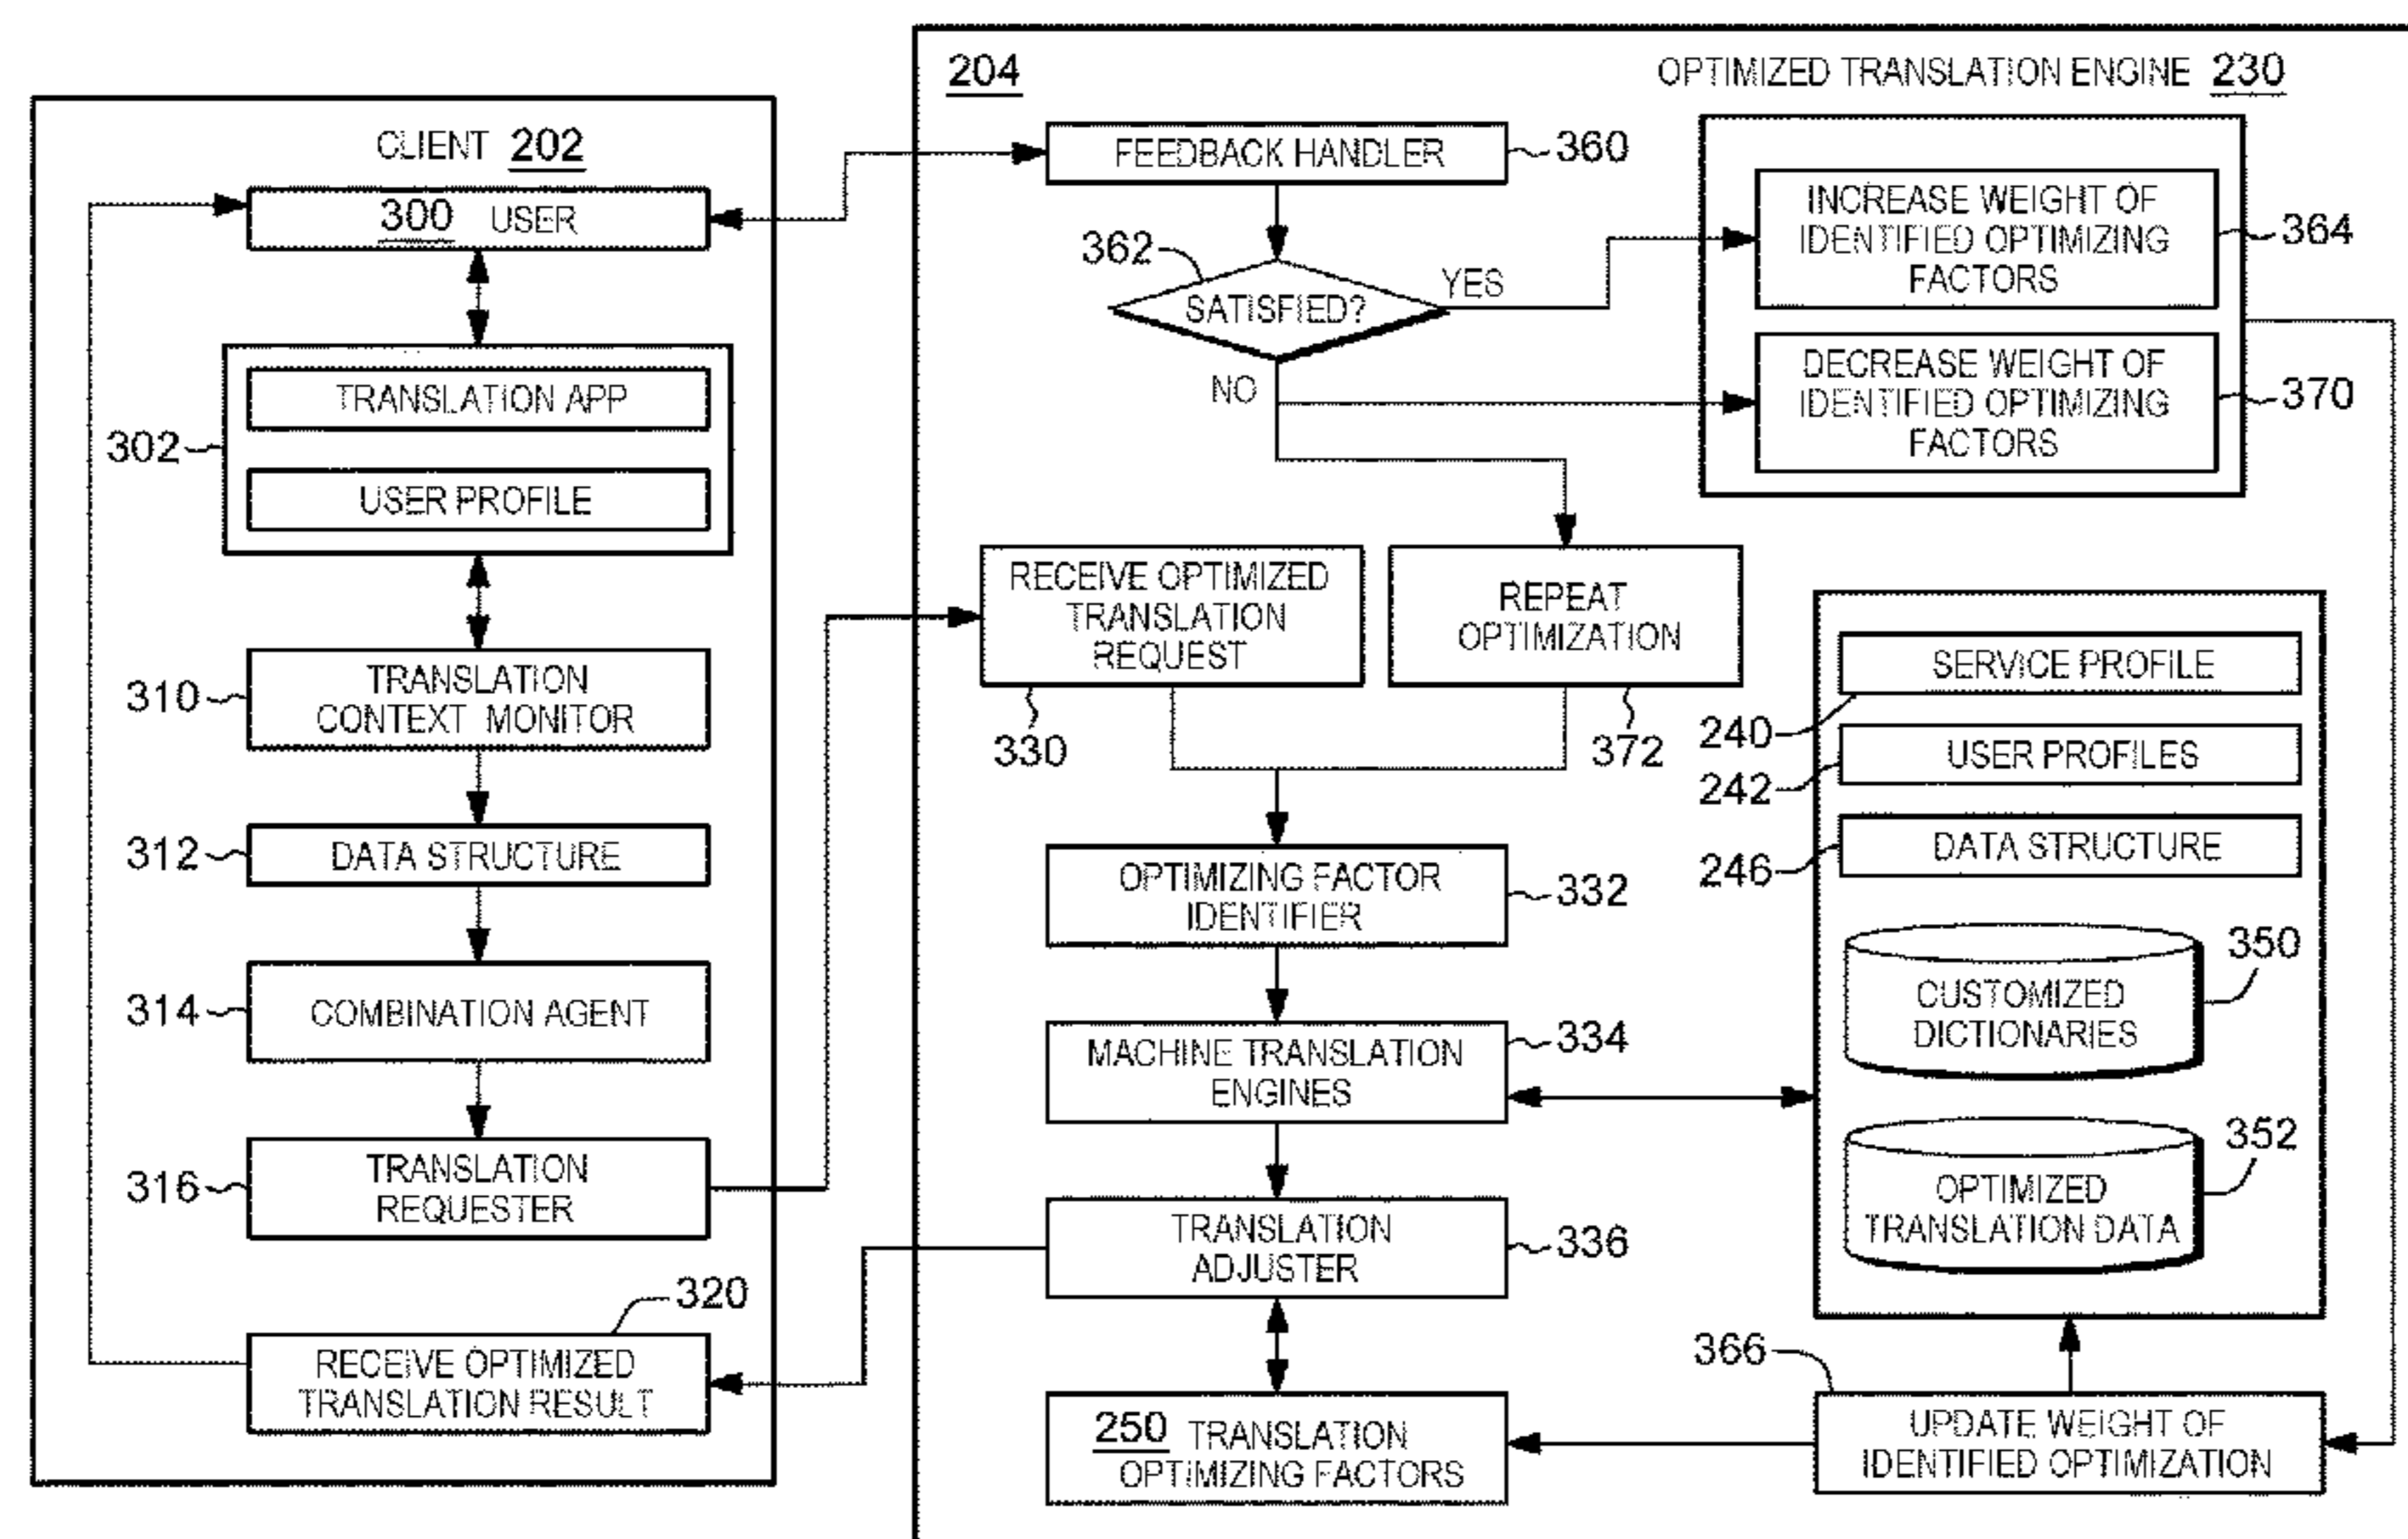 CLIENT 202
300 USER
TRANSLATION APP
302
USER PROFILE
310
TRANSLATION
CONTEXT MONITOR
312
DATA STRUCTURE
314
COMBINATION AGENT
316
TRANSLATION
REQUESTER
320
RECEIVE OPTIMIZED
TRANSLATION RESULT
204
OPTIMIZED TRANSLATION ENGINE 230
FEEDBACK HANDLER
360
362
SATISFIED?
YES
NO
INCREASE WEIGHT OF
IDENTIFIED OPTIMIZING
FACTORS
364
DECREASE WEIGHT OF
IDENTIFIED OPTIMIZING
FACTORS
370
RECEIVE OPTIMIZED
TRANSLATION
REQUEST
330
REPEAT
OPTIMIZATION
372
OPTIMIZING FACTOR
IDENTIFIER
332
MACHINE TRANSLATION
ENGINES
334
TRANSLATION
ADJUSTER
336
250 TRANSLATION
OPTIMIZING FACTORS
SERVICE PROFILE
240
USER PROFILES
242
DATA STRUCTURE
246
350
CUSTOMIZED
DICTIONARIES
352
OPTIMIZED
TRANSLATION DATA
366
UPDATE WEIGHT OF
IDENTIFIED OPTIMIZATION